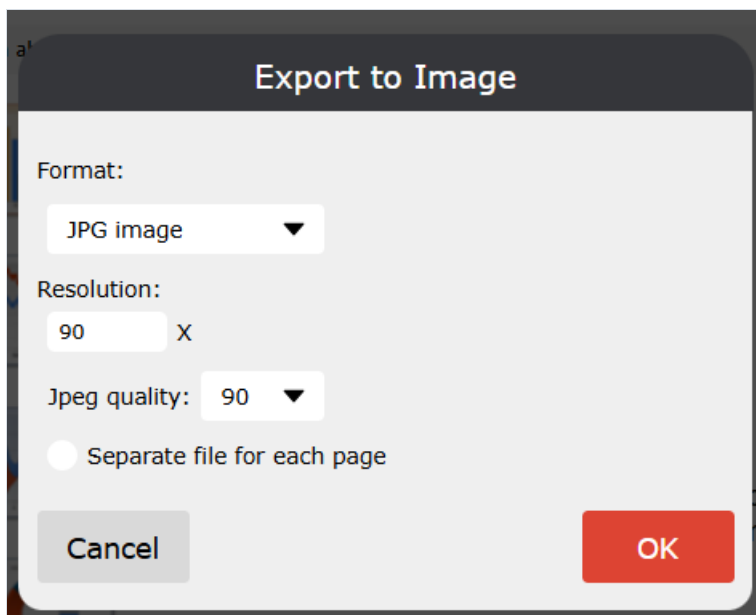 Export to Image
Format:
JPG image
Resolution:
90 X
Jpeg quality: 90
Separate file for each page
Cancel OK